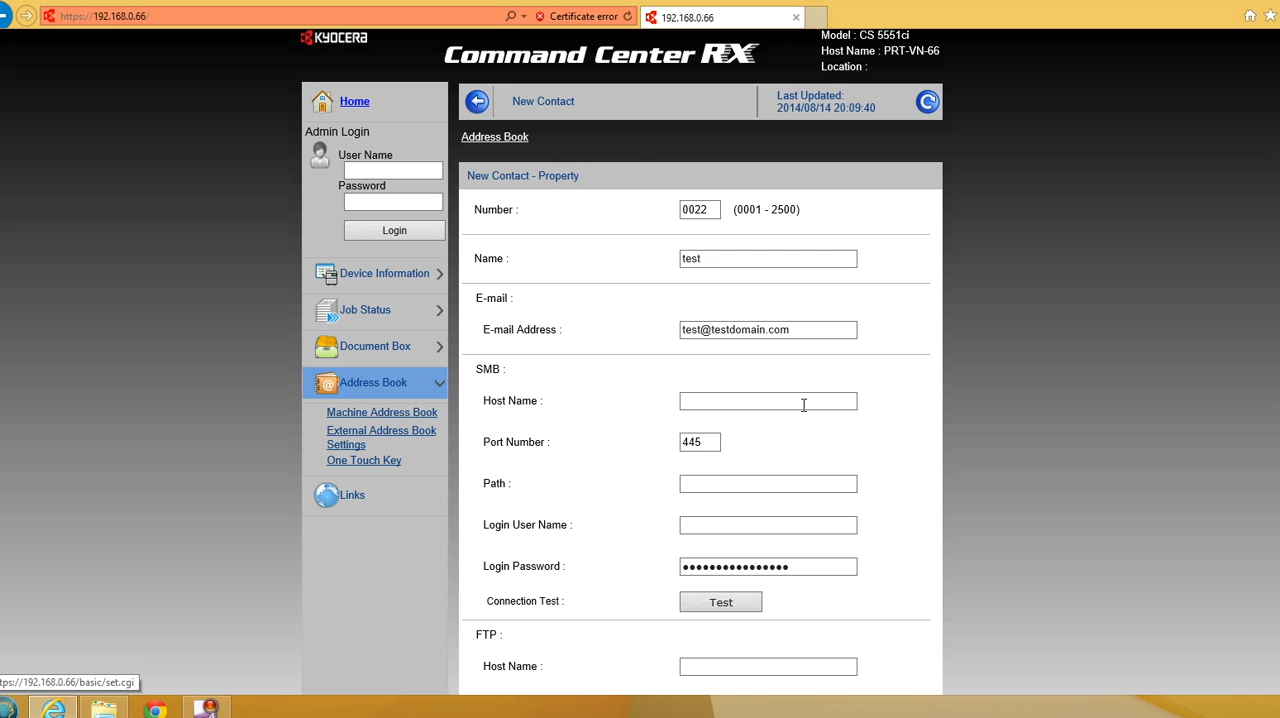 https://192.168.0.66/
Certificate error
192.168.0.66
KYOCERA
Command Center RX
Model : CS 5551ci
Host Name : PRT-VN-66
Location :
Home
Admin Login
User Name
Password
Login
Device Information
Job Status
Document Box
Address Book
Machine Address Book
External Address Book
Settings
One Touch Key
Links
New Contact
Last Updated:
2014/08/14 20:09:40
Address Book
New Contact - Property
Number :
0022
(0001 - 2500)
Name :
test
E-mail :
E-mail Address :
test@testdomain.com
SMB :
Host Name :
Port Number :
445
Path :
Login User Name :
Login Password :
••••••••••••••••
Connection Test :
Test
FTP :
Host Name :
tps://192.168.0.66/basic/set.cgi